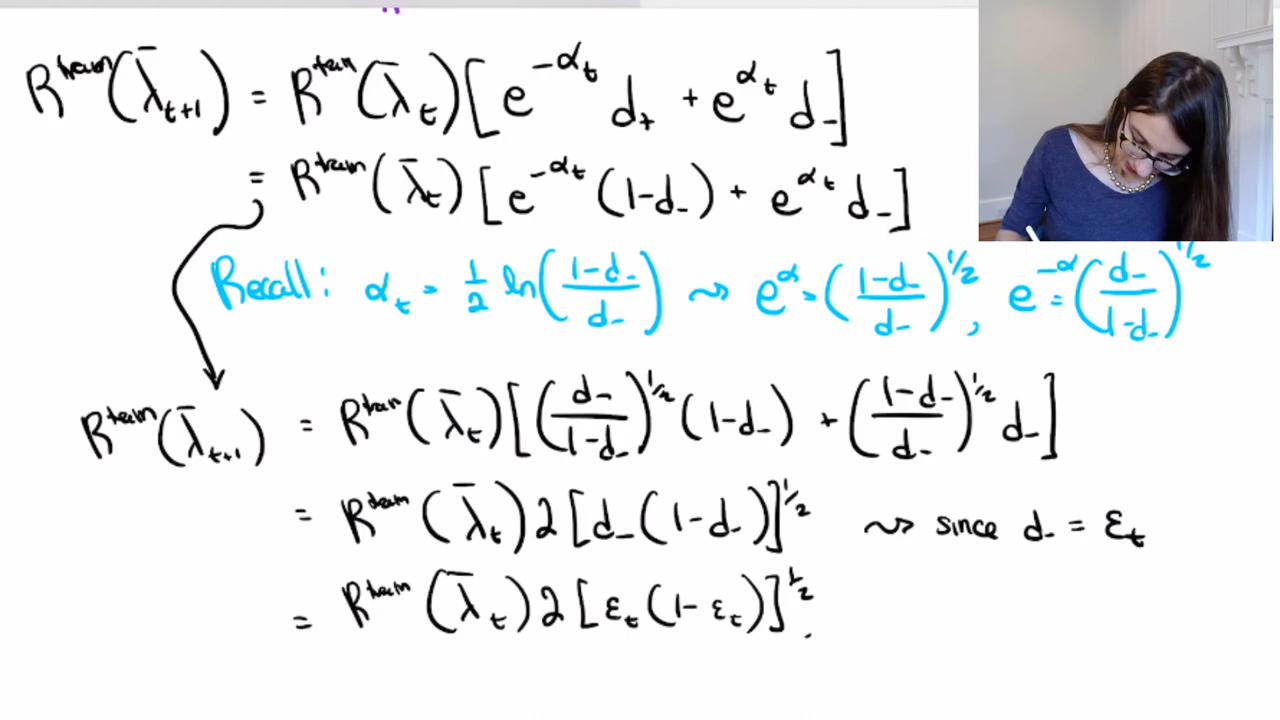 R^train(λ̄_{t+1}) = R^train(λ̄_t)[e^{-α_t} d_+ + e^{α_t} d_-]
= R^train(λ̄_t)[e^{-α_t}(1-d_-) + e^{α_t} d_-]
Recall: α_t = 1/2 ln((1-d_-)/d_-) ⇝ e^α = ((1-d_-)/d_-)^{1/2}, e^{-α} = (d_-/(1-d_-))^{1/2}
R^train(λ̄_{t+1}) = R^train(λ̄_t)[(d_-/(1-d_-))^{1/2}(1-d_-) + ((1-d_-)/d_-)^{1/2} d_-]
= R^train(λ̄_t) 2[d_-(1-d_-)]^{1/2} ⇝ since d_- = ε_t
= R^train(λ̄_t) 2[ε_t(1-ε_t)]^{1/2}